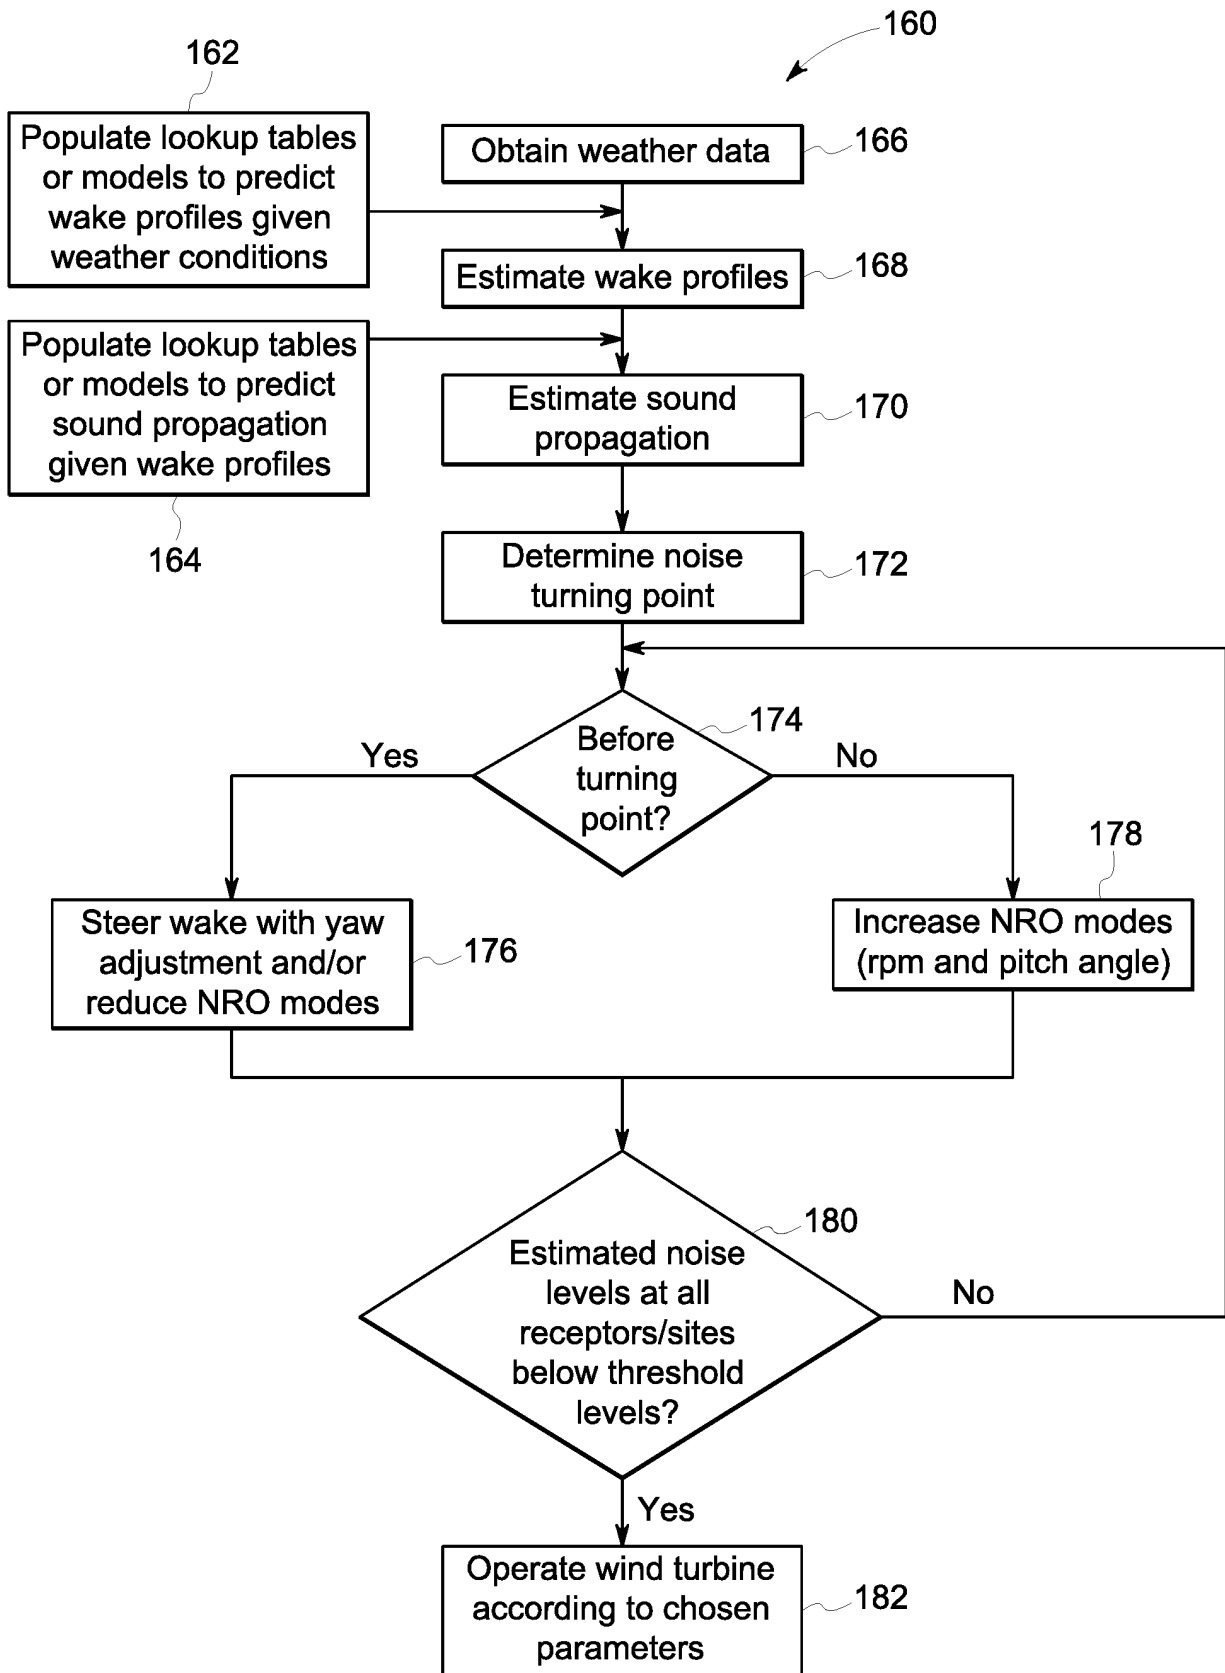 160
162
Populate lookup tables
or models to predict
wake profiles given
weather conditions
Obtain weather data
166
Estimate wake profiles
168
Populate lookup tables
or models to predict
sound propagation
given wake profiles
164
Estimate sound
propagation
170
Determine noise
turning point
172
Before
turning
point?
174
Yes
No
Steer wake with yaw
adjustment and/or
reduce NRO modes
176
178
Increase NRO modes
(rpm and pitch angle)
180
Estimated noise
levels at all
receptors/sites
below threshold
levels?
No
Yes
Operate wind turbine
according to chosen
parameters
182